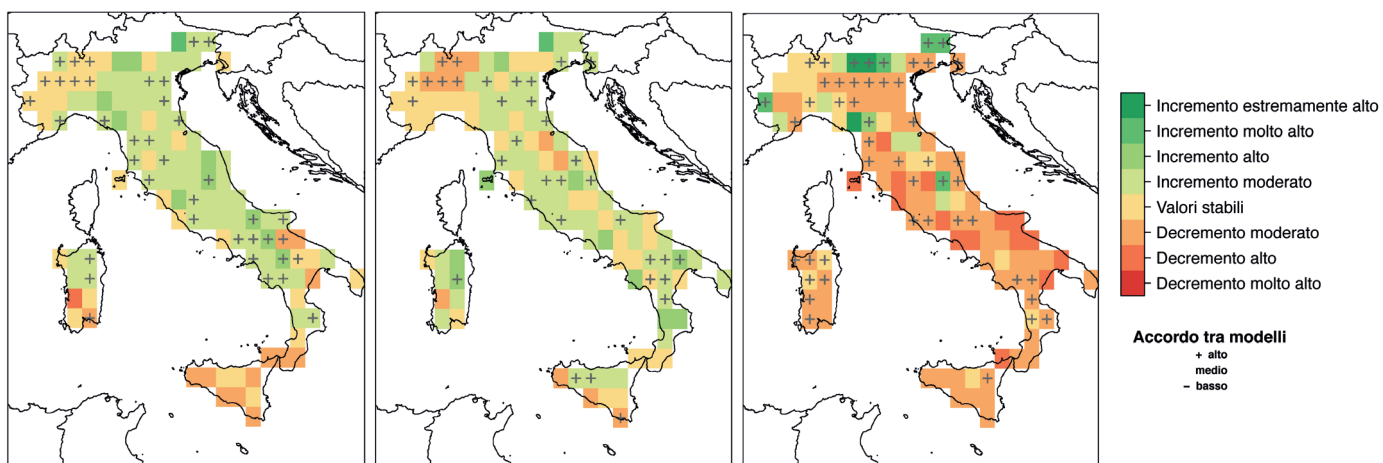 Incremento estremamente alto
Incremento molto alto
Incremento alto
Incremento moderato
Valori stabili
Decremento moderato
Decremento alto
Decremento molto alto
Accordo tra modelli
+ alto
medio
– basso